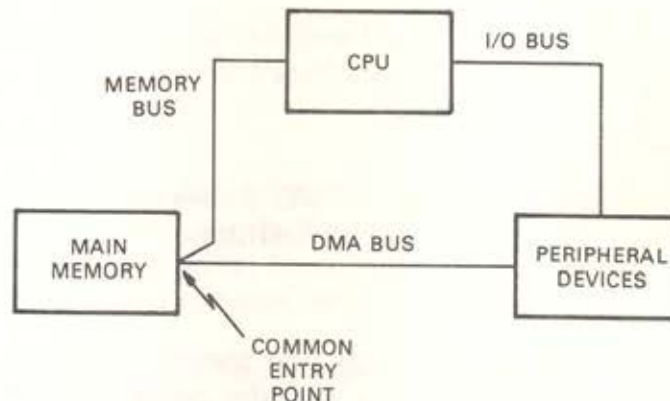 CPU
I/O BUS
MEMORY
BUS
MAIN
MEMORY
DMA BUS
PERIPHERAL
DEVICES
COMMON
ENTRY
POINT